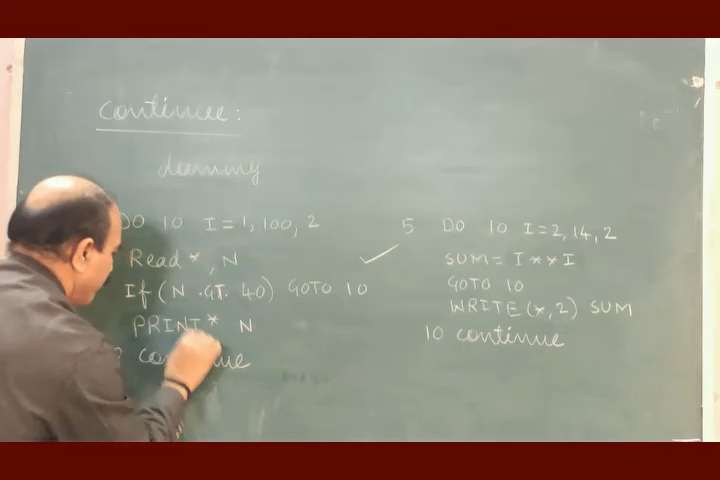 continue:
dummy
DO 10 I = 1, 100, 2
Read *, N
If (N .GT. 40) GOTO 10
PRINT* N
continue
5 DO 10 I = 2, 14, 2
SUM = I ** I
GOTO 10
WRITE (*, 2) SUM
10 continue